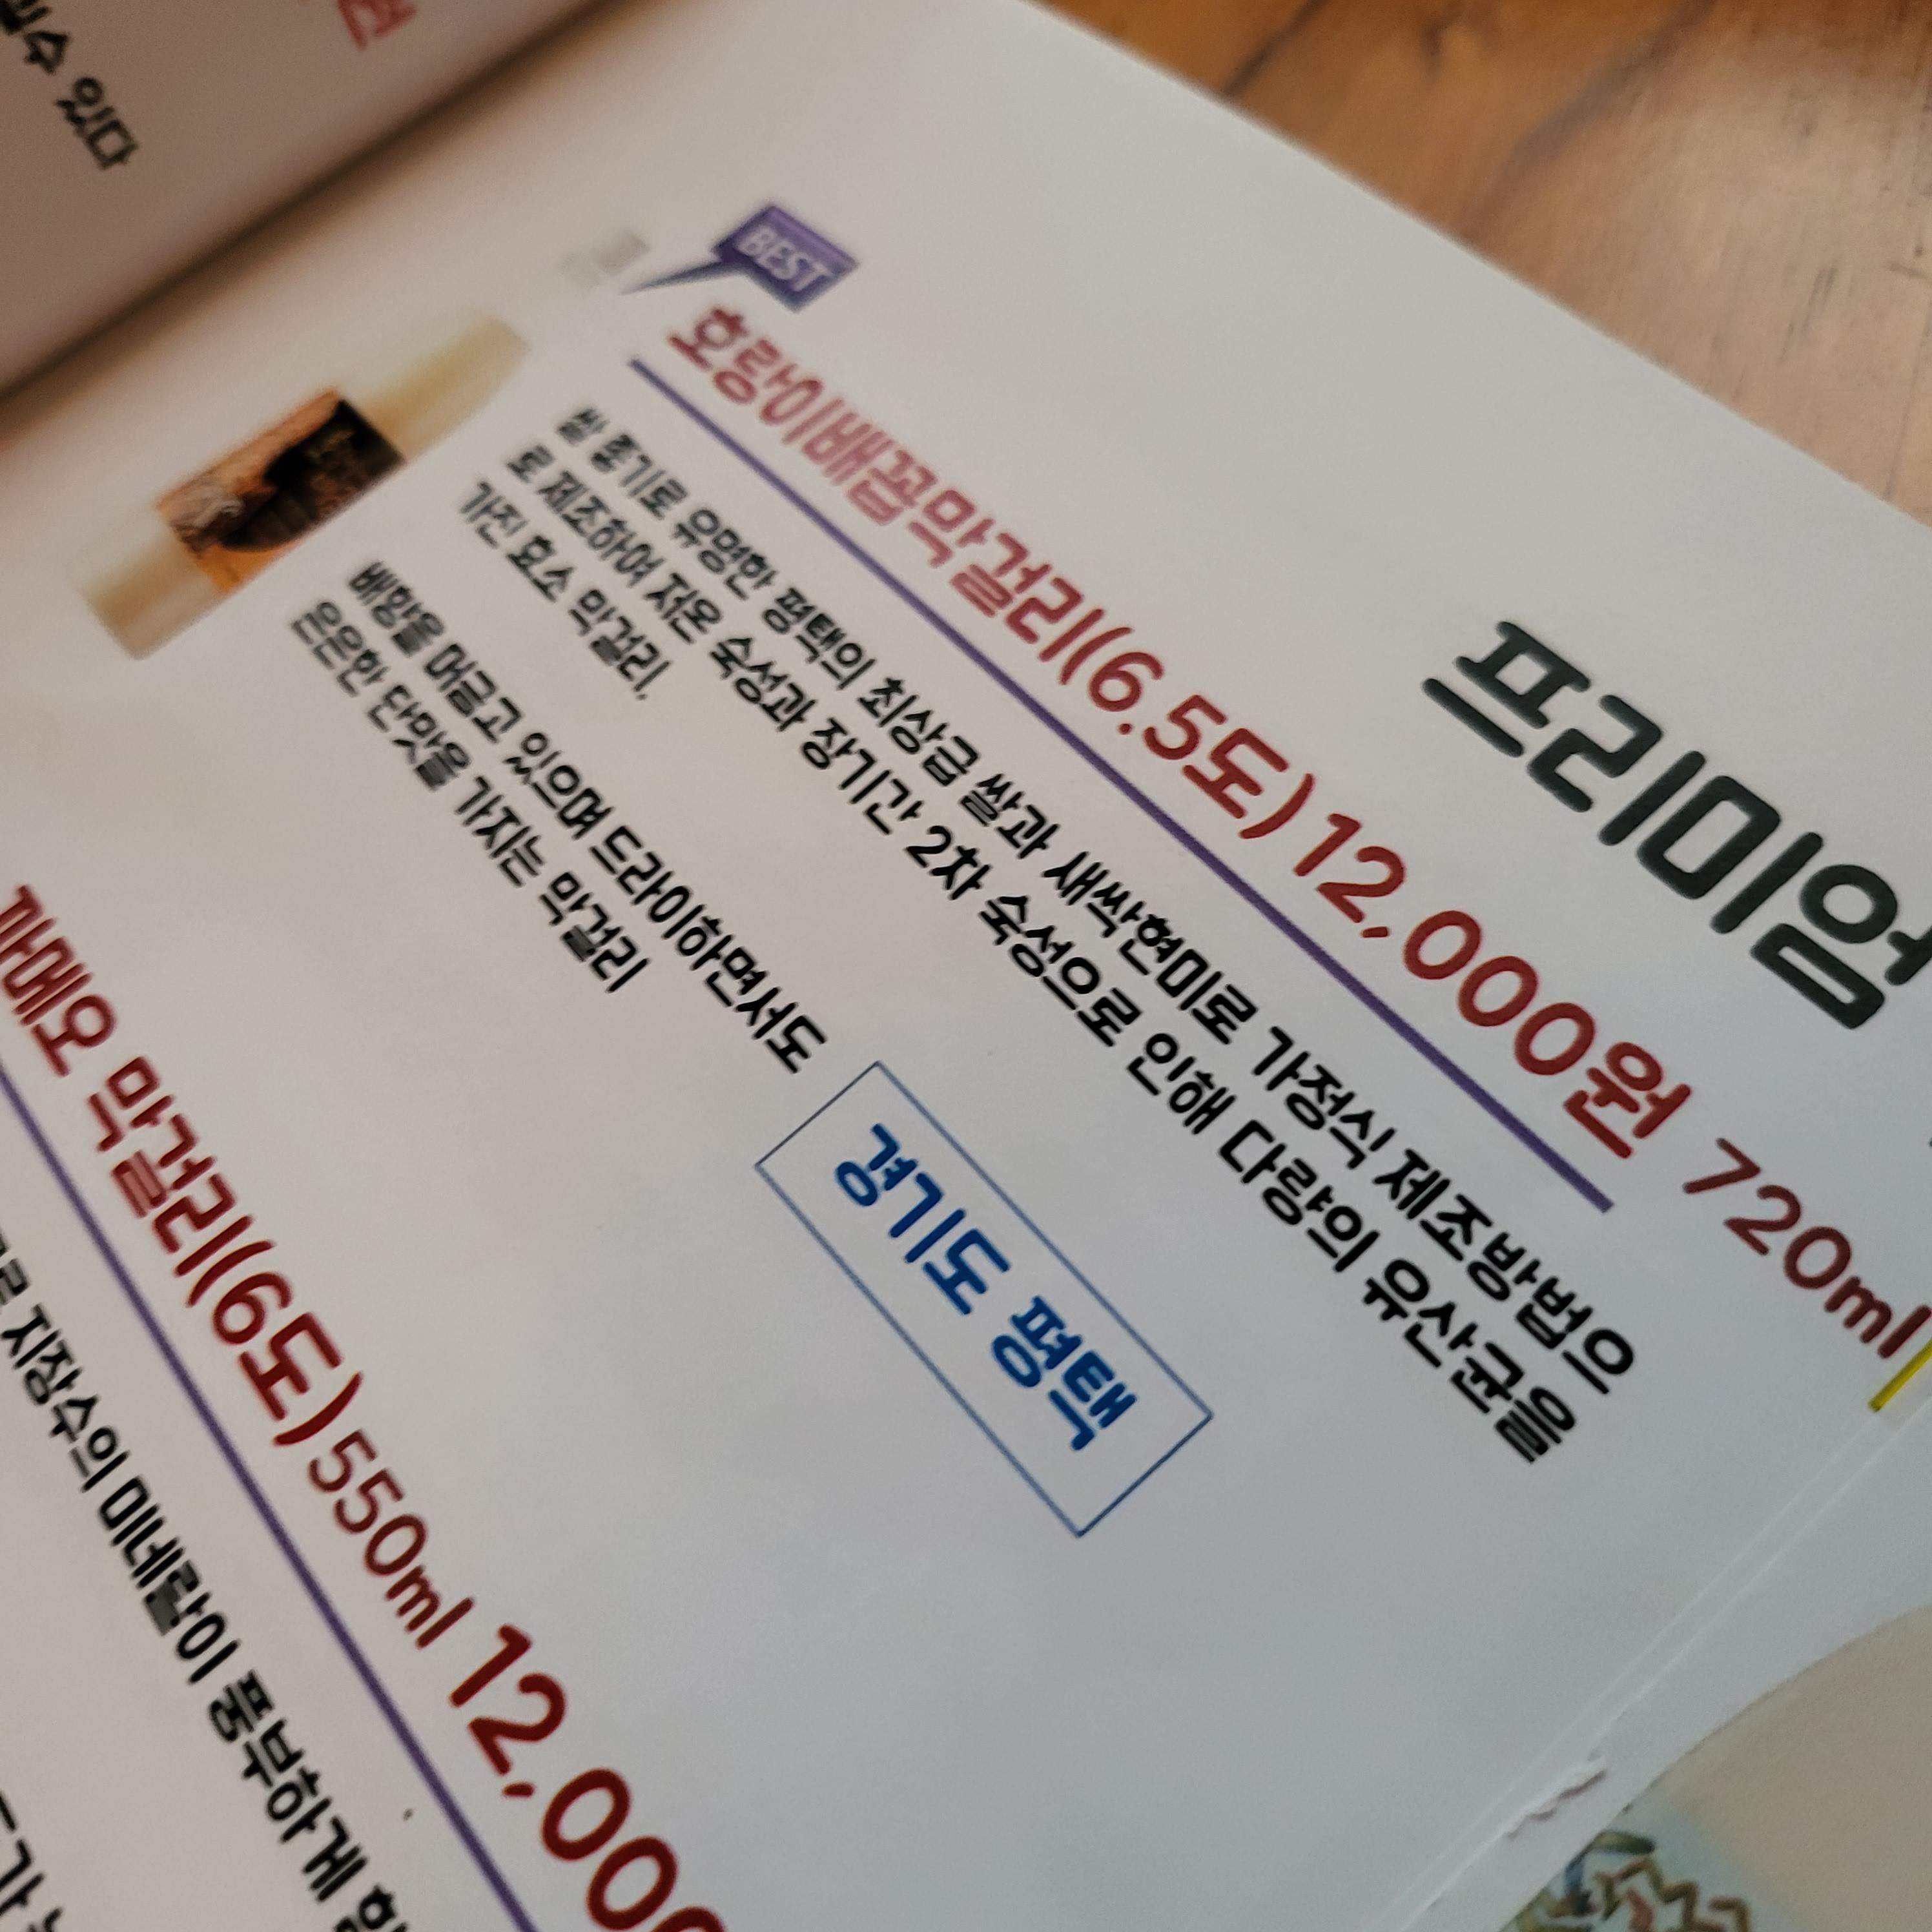 수 있다
프리미엄
BEST
호랑이배꼽막걸리(6.5도) 12,000원 720ml
쌀 좋기로 유명한 평택의 최상급 쌀과 새싹현미로 가정식 제조방법으
로 제조하여 저온 숙성과 장기간 2차 숙성으로 인해 다량의 유산균을
가진 효소 막걸리,
배향을 머금고 있으며 드라이하면서도
은은한 단맛을 가지는 막걸리
경기도 평택
막걸리(6도) 550ml 12,000
지장수의 미네랄이 풍부하게